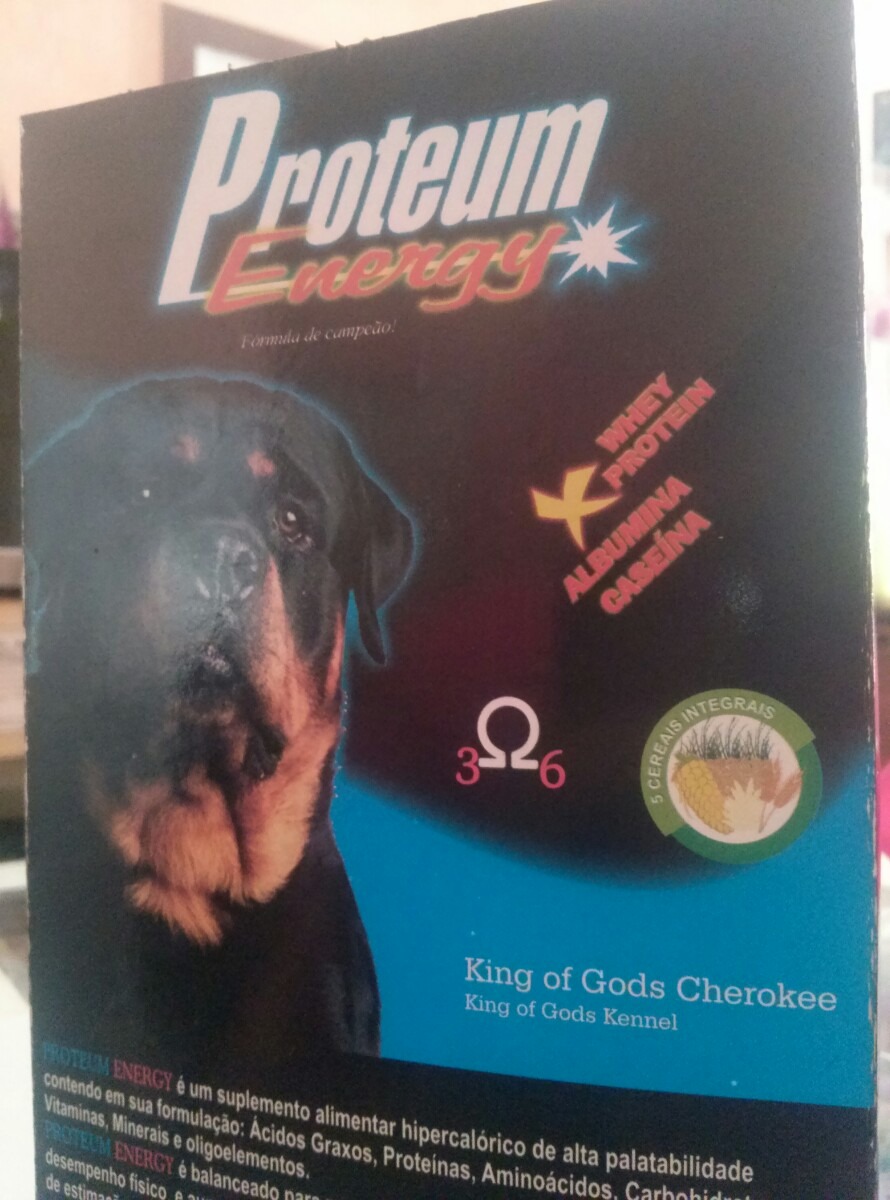 Proteum
Energy
Fórmula de campeão!
WHEY
PROTEIN
ALBUMINA
CASEÍNA
3Ω6
5 CEREAIS INTEGRAIS
King of Gods Cherokee
King of Gods Kennel
PROTEUM ENERGY é um suplemento alimentar hipercalórico de alta palatabilidade
contendo em sua formulação: Ácidos Graxos, Proteínas, Aminoácidos,
Vitaminas, Minerais e oligoelementos.
PROTEUM ENERGY é balanceado para
desempenho físico e
de